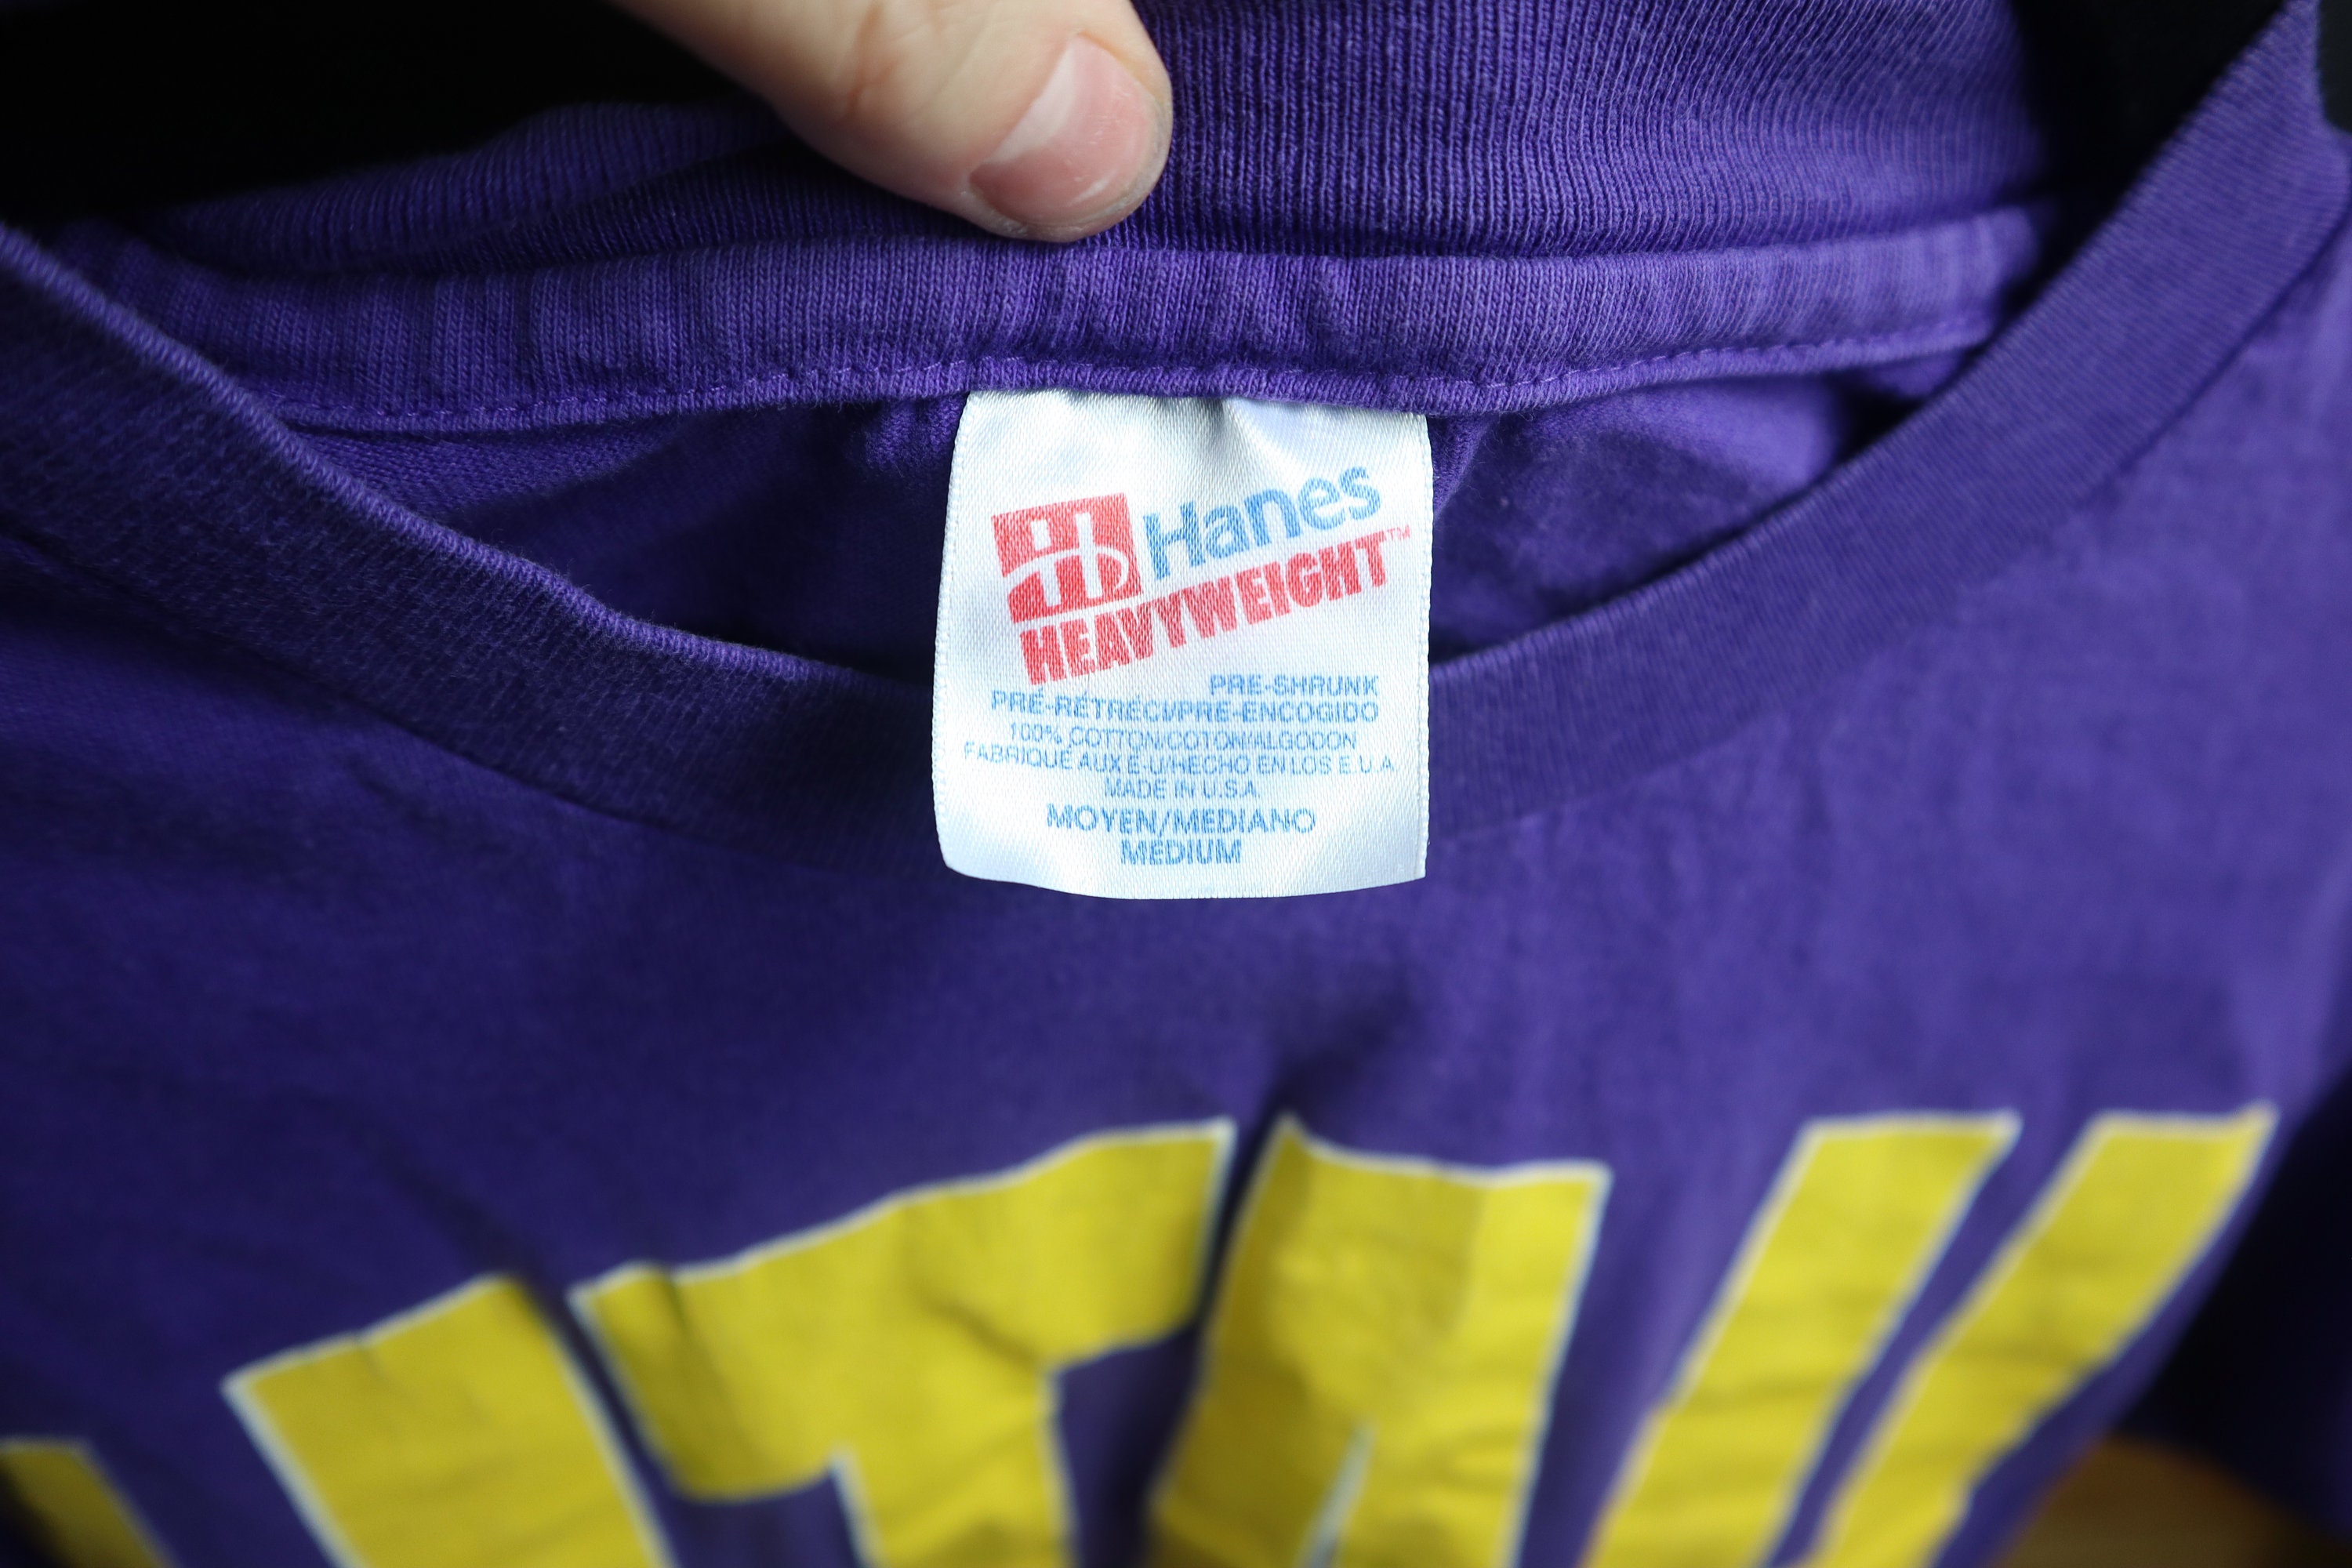 Hanes
HEAVYWEIGHT™
PRE-SHRUNK
PRÉ-RÉTRÉCI/PRE-ENCOGIDO
100% COTTON/COTON/ALGODON
FABRIQUÉ AUX É-U/HECHO EN LOS E.U.A.
MADE IN U.S.A.
MOYEN/MEDIANO
MEDIUM
UTAH